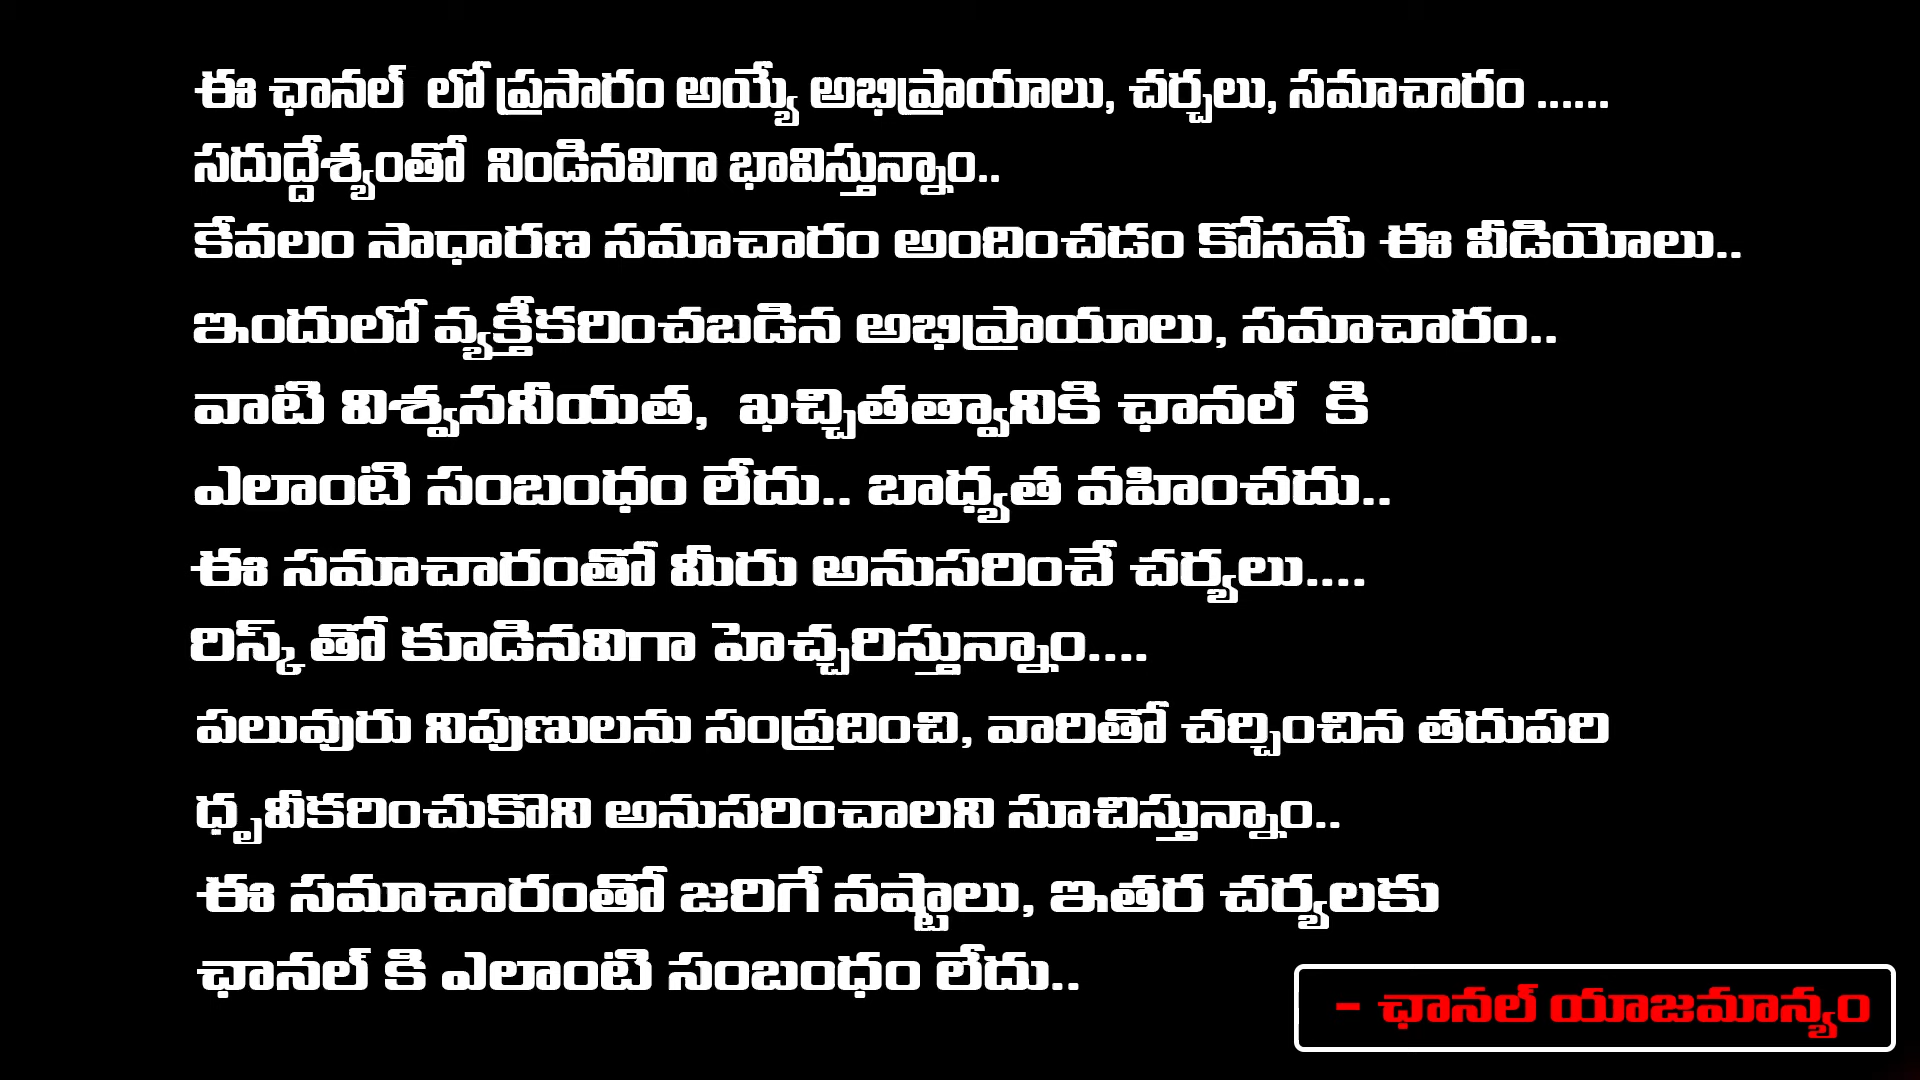 ఈ ఛానల్ లో ప్రసారం అయ్యే అభిప్రాయాలు, చర్చలు, సమాచారం ......
సదుద్దేశ్యంతో నిండినవిగా భావిస్తున్నాం..
కేవలం సాధారణ సమాచారం అందించడం కోసమే ఈ వీడియోలు..
ఇందులో వ్యక్తీకరించబడిన అభిప్రాయాలు, సమాచారం..
వాటి విశ్వసనీయత, ఖచ్చితత్వానికి ఛానల్ కి
ఎలాంటి సంబంధం లేదు.. బాధ్యత వహించదు..
ఈ సమాచారంతో మీరు అనుసరించే చర్యలు....
రిస్క్ తో కూడినవిగా హెచ్చరిస్తున్నాం....
పలువురు నిపుణులను సంప్రదించి, వారితో చర్చించిన తదుపరి
ధృవీకరించుకొని అనుసరించాలని సూచిస్తున్నాం..
ఈ సమాచారంతో జరిగే నష్టాలు, ఇతర చర్యలకు
ఛానల్ కి ఎలాంటి సంబంధం లేదు..
- ఛానల్ యాజమాన్యం